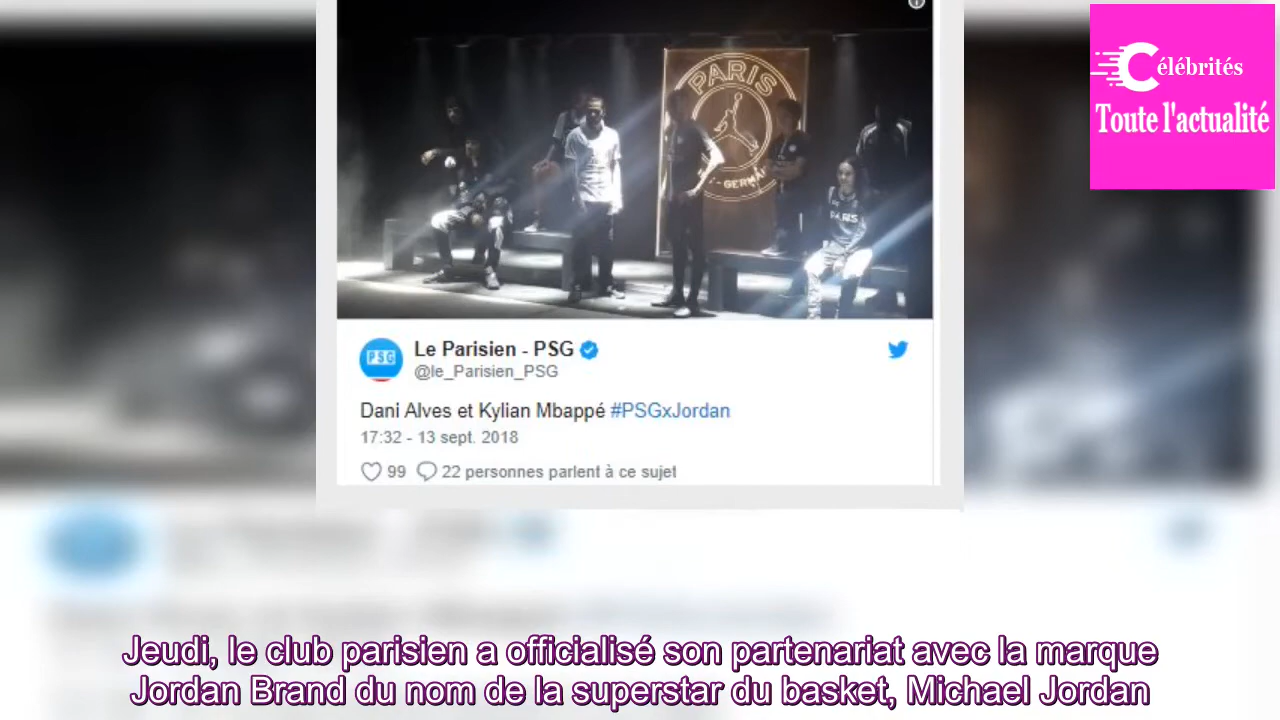 PARIS
PARIS
Célébrités
Toute l'actualité
Le Parisien - PSG
PSG
@le_Parisien_PSG
Dani Alves et Kylian Mbappé #PSGxJordan
17:32 - 13 sept. 2018
99 22 personnes parlent à ce sujet
Jeudi, le club parisien a officialisé son partenariat avec la marque
Jordan Brand du nom de la superstar du basket, Michael Jordan